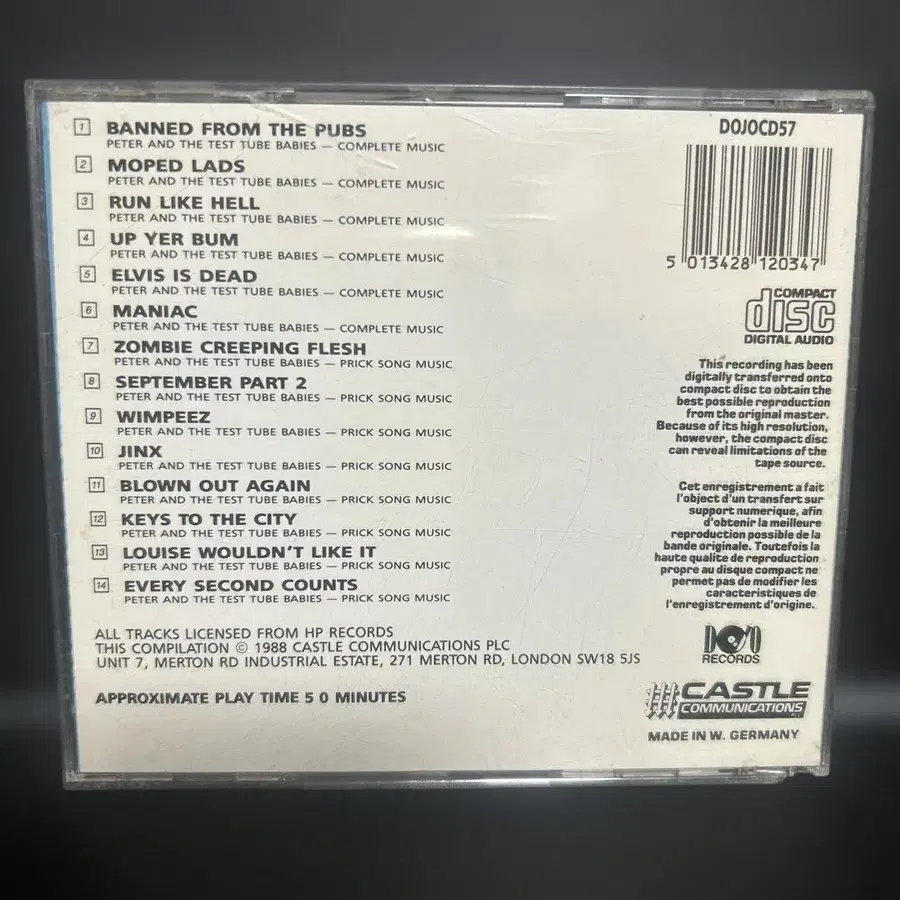 1 BANNED FROM THE PUBS
PETER AND THE TEST TUBE BABIES — COMPLETE MUSIC
2 MOPED LADS
PETER AND THE TEST TUBE BABIES — COMPLETE MUSIC
3 RUN LIKE HELL
PETER AND THE TEST TUBE BABIES — COMPLETE MUSIC
4 UP YER BUM
PETER AND THE TEST TUBE BABIES — COMPLETE MUSIC
5 ELVIS IS DEAD
PETER AND THE TEST TUBE BABIES — COMPLETE MUSIC
6 MANIAC
PETER AND THE TEST TUBE BABIES — COMPLETE MUSIC
7 ZOMBIE CREEPING FLESH
PETER AND THE TEST TUBE BABIES — PRICK SONG MUSIC
8 SEPTEMBER PART 2
PETER AND THE TEST TUBE BABIES — PRICK SONG MUSIC
9 WIMPEEZ
PETER AND THE TEST TUBE BABIES — PRICK SONG MUSIC
10 JINX
PETER AND THE TEST TUBE BABIES — PRICK SONG MUSIC
11 BLOWN OUT AGAIN
PETER AND THE TEST TUBE BABIES — PRICK SONG MUSIC
12 KEYS TO THE CITY
PETER AND THE TEST TUBE BABIES — PRICK SONG MUSIC
13 LOUISE WOULDN'T LIKE IT
PETER AND THE TEST TUBE BABIES — PRICK SONG MUSIC
14 EVERY SECOND COUNTS
PETER AND THE TEST TUBE BABIES — PRICK SONG MUSIC
ALL TRACKS LICENSED FROM HP RECORDS
THIS COMPILATION © 1988 CASTLE COMMUNICATIONS PLC
UNIT 7, MERTON RD INDUSTRIAL ESTATE, 271 MERTON RD, LONDON SW18 5JS
APPROXIMATE PLAY TIME 5 0 MINUTES
DOJOCD57
5 013428 120347
COMPACT
disc
DIGITAL AUDIO
This recording has been
digitally transferred onto
compact disc to obtain the
best possible reproduction
from the original master.
Because of its high resolution,
however, the compact disc
can reveal limitations of the
tape source.
Cet enregistrement a fait
l'object d'un transfert sur
support numerique, afin
d'obtenir la meilleure
reproduction possible de la
bande originale. Toutefois la
haute qualite de reproduction
propre au disque compact ne
permet pas de modifier les
caracteristiques de
l'enregistrement d'origine.
DOJO
RECORDS
CASTLE
COMMUNICATIONS
PLC
MADE IN W. GERMANY